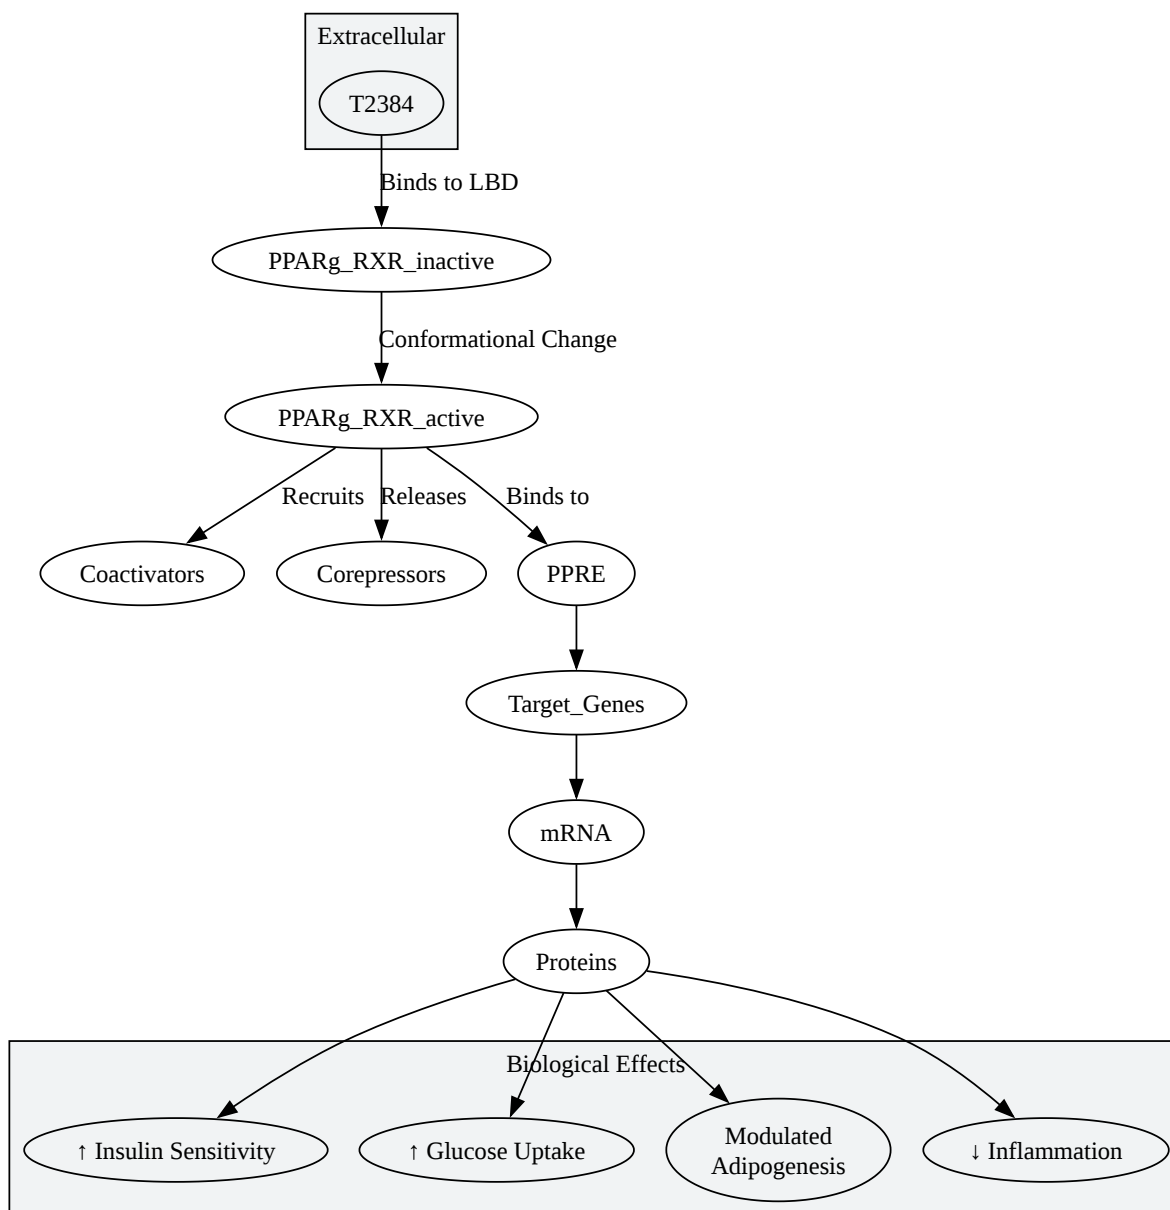 Extracellular
T2384
Binds to LBD
PPARg_RXR_inactive
Conformational Change
PPARg_RXR_active
Recruits
Releases
Binds to
Coactivators
Corepressors
PPRE
Target_Genes
mRNA
Proteins
Biological Effects
↑ Insulin Sensitivity
↑ Glucose Uptake
Modulated
Adipogenesis
↓ Inflammation